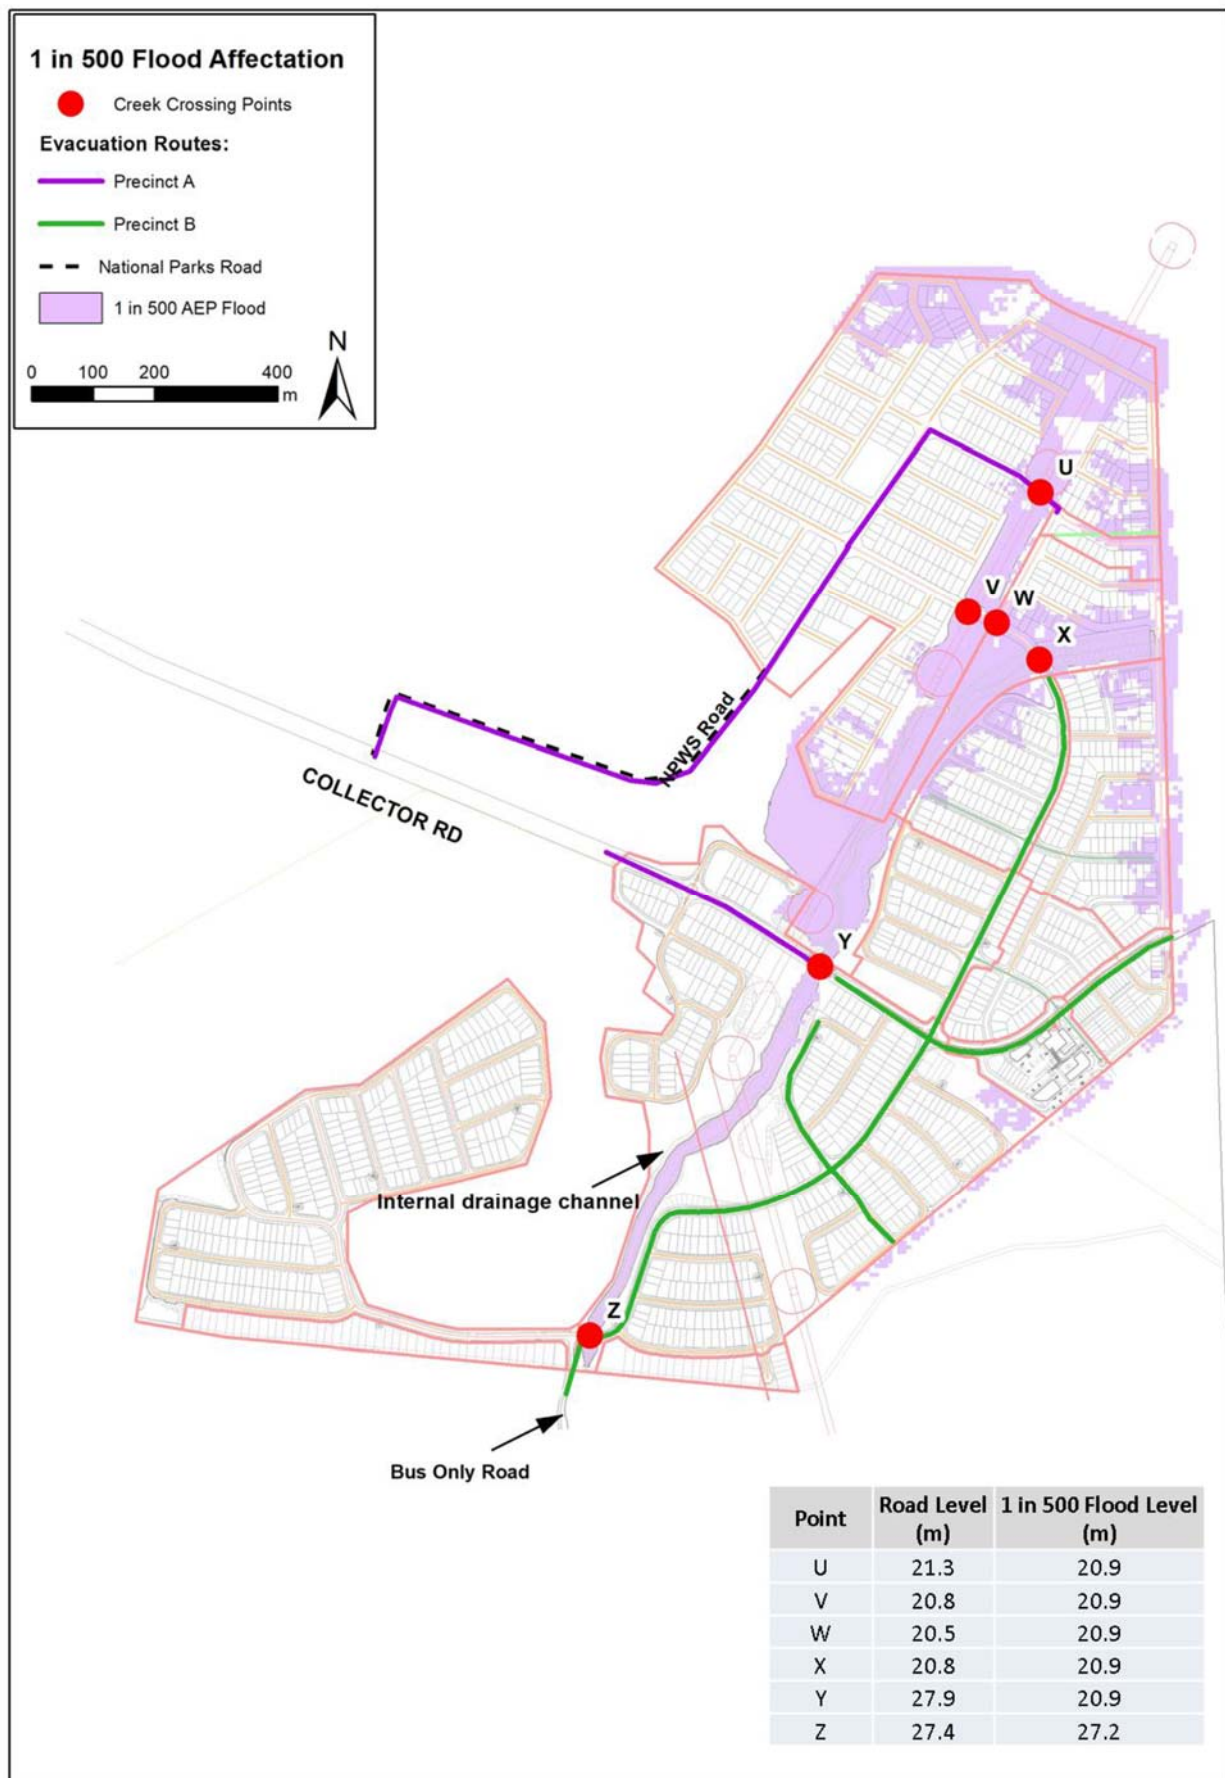 1 in 500 Flood Affectation
Creek Crossing Points
Evacuation Routes:
Precinct A
Precinct B
National Parks Road
1 in 500 AEP Flood
N
0 100 200 400
m
U
V
W
X
NPWS Road
COLLECTOR RD
Y
Internal drainage channel
Z
Bus Only Road
Point Road Level 1 in 500 Flood Level
(m) (m)
U 21.3 20.9
V 20.8 20.9
W 20.5 20.9
X 20.8 20.9
Y 27.9 20.9
Z 27.4 27.2